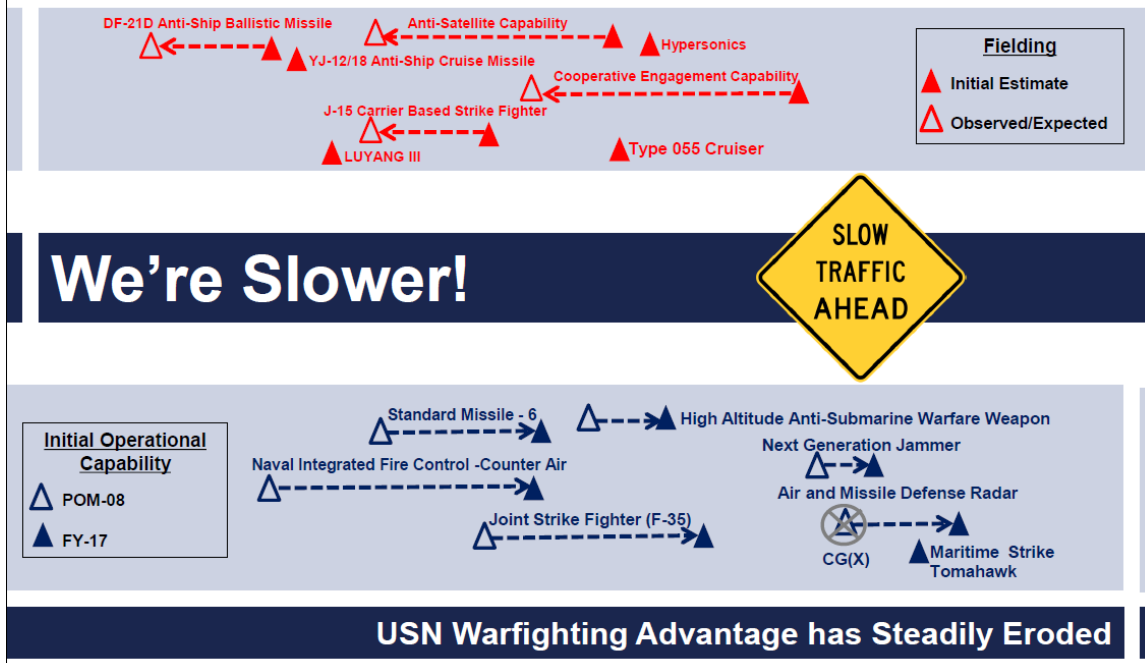 DF-21D Anti-Ship Ballistic Missile
Anti-Satellite Capability
Hypersonics
YJ-12/18 Anti-Ship Cruise Missile
Cooperative Engagement Capability
J-15 Carrier Based Strike Fighter
LUYANG III
Type 055 Cruiser
Fielding
Initial Estimate
Observed/Expected
We're Slower!
SLOW
TRAFFIC
AHEAD
Initial Operational
Capability
POM-08
FY-17
Standard Missile - 6
High Altitude Anti-Submarine Warfare Weapon
Naval Integrated Fire Control -Counter Air
Next Generation Jammer
Joint Strike Fighter (F-35)
Air and Missile Defense Radar
CG(X)
Maritime Strike
Tomahawk
USN Warfighting Advantage has Steadily Eroded